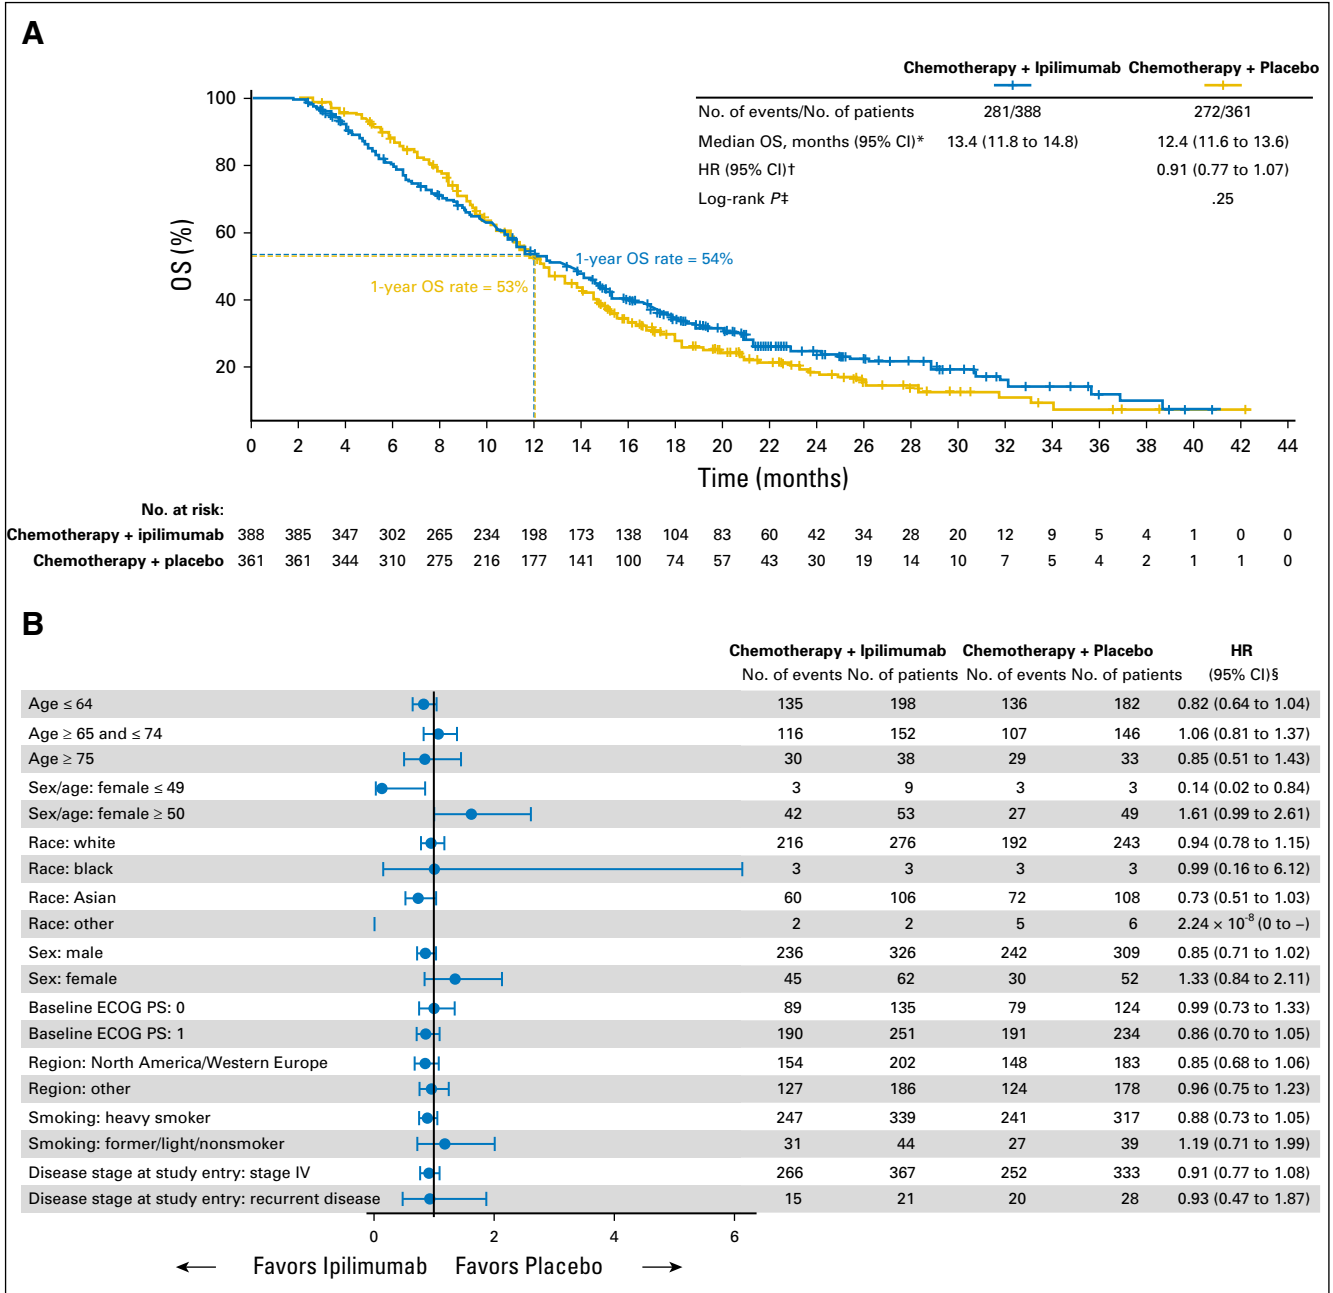 A
Chemotherapy + Ipilimumab Chemotherapy + Placebo
No. of events/No. of patients 281/388 272/361
Median OS, months (95% CI)* 13.4 (11.8 to 14.8) 12.4 (11.6 to 13.6)
HR (95% CI)† 0.91 (0.77 to 1.07)
Log-rank P‡ .25
OS (%)
100
80
60
40
20
1-year OS rate = 54%
1-year OS rate = 53%
0 2 4 6 8 10 12 14 16 18 20 22 24 26 28 30 32 34 36 38 40 42 44
Time (months)
No. at risk:
Chemotherapy + ipilimumab 388 385 347 302 265 234 198 173 138 104 83 60 42 34 28 20 12 9 5 4 1 0 0
Chemotherapy + placebo 361 361 344 310 275 216 177 141 100 74 57 43 30 19 14 10 7 5 4 2 1 1 0
B
Chemotherapy + Ipilimumab Chemotherapy + Placebo HR
No. of events No. of patients No. of events No. of patients (95% CI)§
Age ≤ 64 135 198 136 182 0.82 (0.64 to 1.04)
Age ≥ 65 and ≤ 74 116 152 107 146 1.06 (0.81 to 1.37)
Age ≥ 75 30 38 29 33 0.85 (0.51 to 1.43)
Sex/age: female ≤ 49 3 9 3 3 0.14 (0.02 to 0.84)
Sex/age: female ≥ 50 42 53 27 49 1.61 (0.99 to 2.61)
Race: white 216 276 192 243 0.94 (0.78 to 1.15)
Race: black 3 3 3 3 0.99 (0.16 to 6.12)
Race: Asian 60 106 72 108 0.73 (0.51 to 1.03)
Race: other 2 2 5 6 2.24 × 10⁻⁸ (0 to –)
Sex: male 236 326 242 309 0.85 (0.71 to 1.02)
Sex: female 45 62 30 52 1.33 (0.84 to 2.11)
Baseline ECOG PS: 0 89 135 79 124 0.99 (0.73 to 1.33)
Baseline ECOG PS: 1 190 251 191 234 0.86 (0.70 to 1.05)
Region: North America/Western Europe 154 202 148 183 0.85 (0.68 to 1.06)
Region: other 127 186 124 178 0.96 (0.75 to 1.23)
Smoking: heavy smoker 247 339 241 317 0.88 (0.73 to 1.05)
Smoking: former/light/nonsmoker 31 44 27 39 1.19 (0.71 to 1.99)
Disease stage at study entry: stage IV 266 367 252 333 0.91 (0.77 to 1.08)
Disease stage at study entry: recurrent disease 15 21 20 28 0.93 (0.47 to 1.87)
0 2 4 6
Favors Ipilimumab Favors Placebo